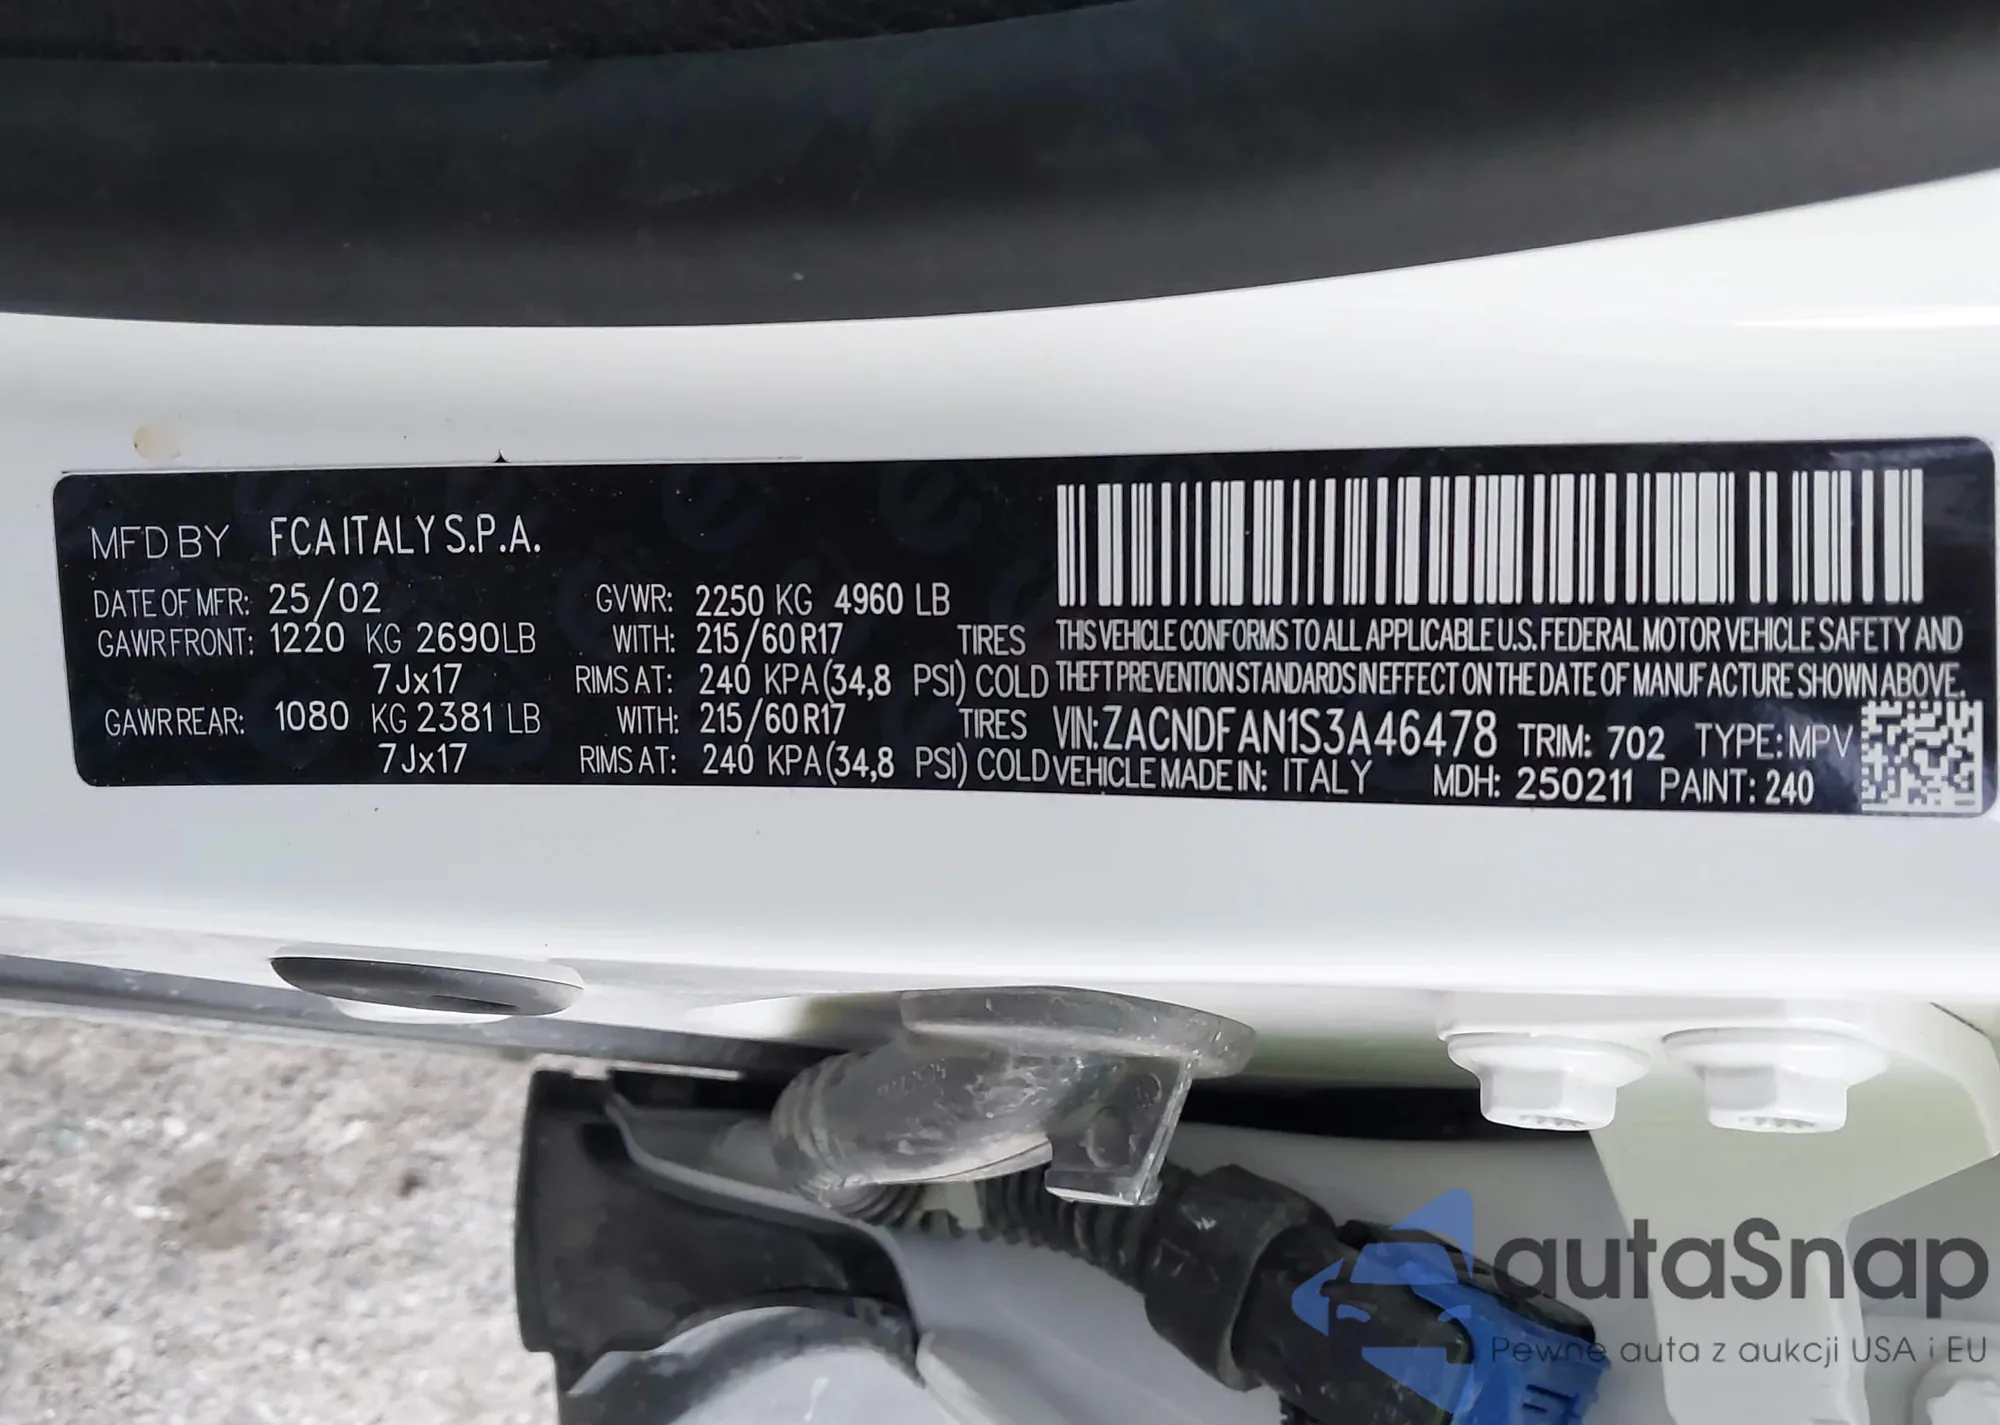 MFD BY FCA ITALY S.P.A.
DATE OF MFR: 25/02 GVWR: 2250 KG 4960 LB
GAWR FRONT: 1220 KG 2690 LB WITH: 215/60 R17 TIRES
7Jx17 RIMS AT: 240 KPA (34,8 PSI) COLD
GAWR REAR: 1080 KG 2381 LB WITH: 215/60 R17 TIRES
7Jx17 RIMS AT: 240 KPA (34,8 PSI) COLD
THIS VEHICLE CONFORMS TO ALL APPLICABLE U.S. FEDERAL MOTOR VEHICLE SAFETY AND
THEFT PREVENTION STANDARDS IN EFFECT ON THE DATE OF MANUFACTURE SHOWN ABOVE.
VIN: ZACNDFAN1S3A46478 TRIM: 702 TYPE: MPV
VEHICLE MADE IN: ITALY MDH: 250211 PAINT: 240
autaSnap
Pewne auta z aukcji USA i EU